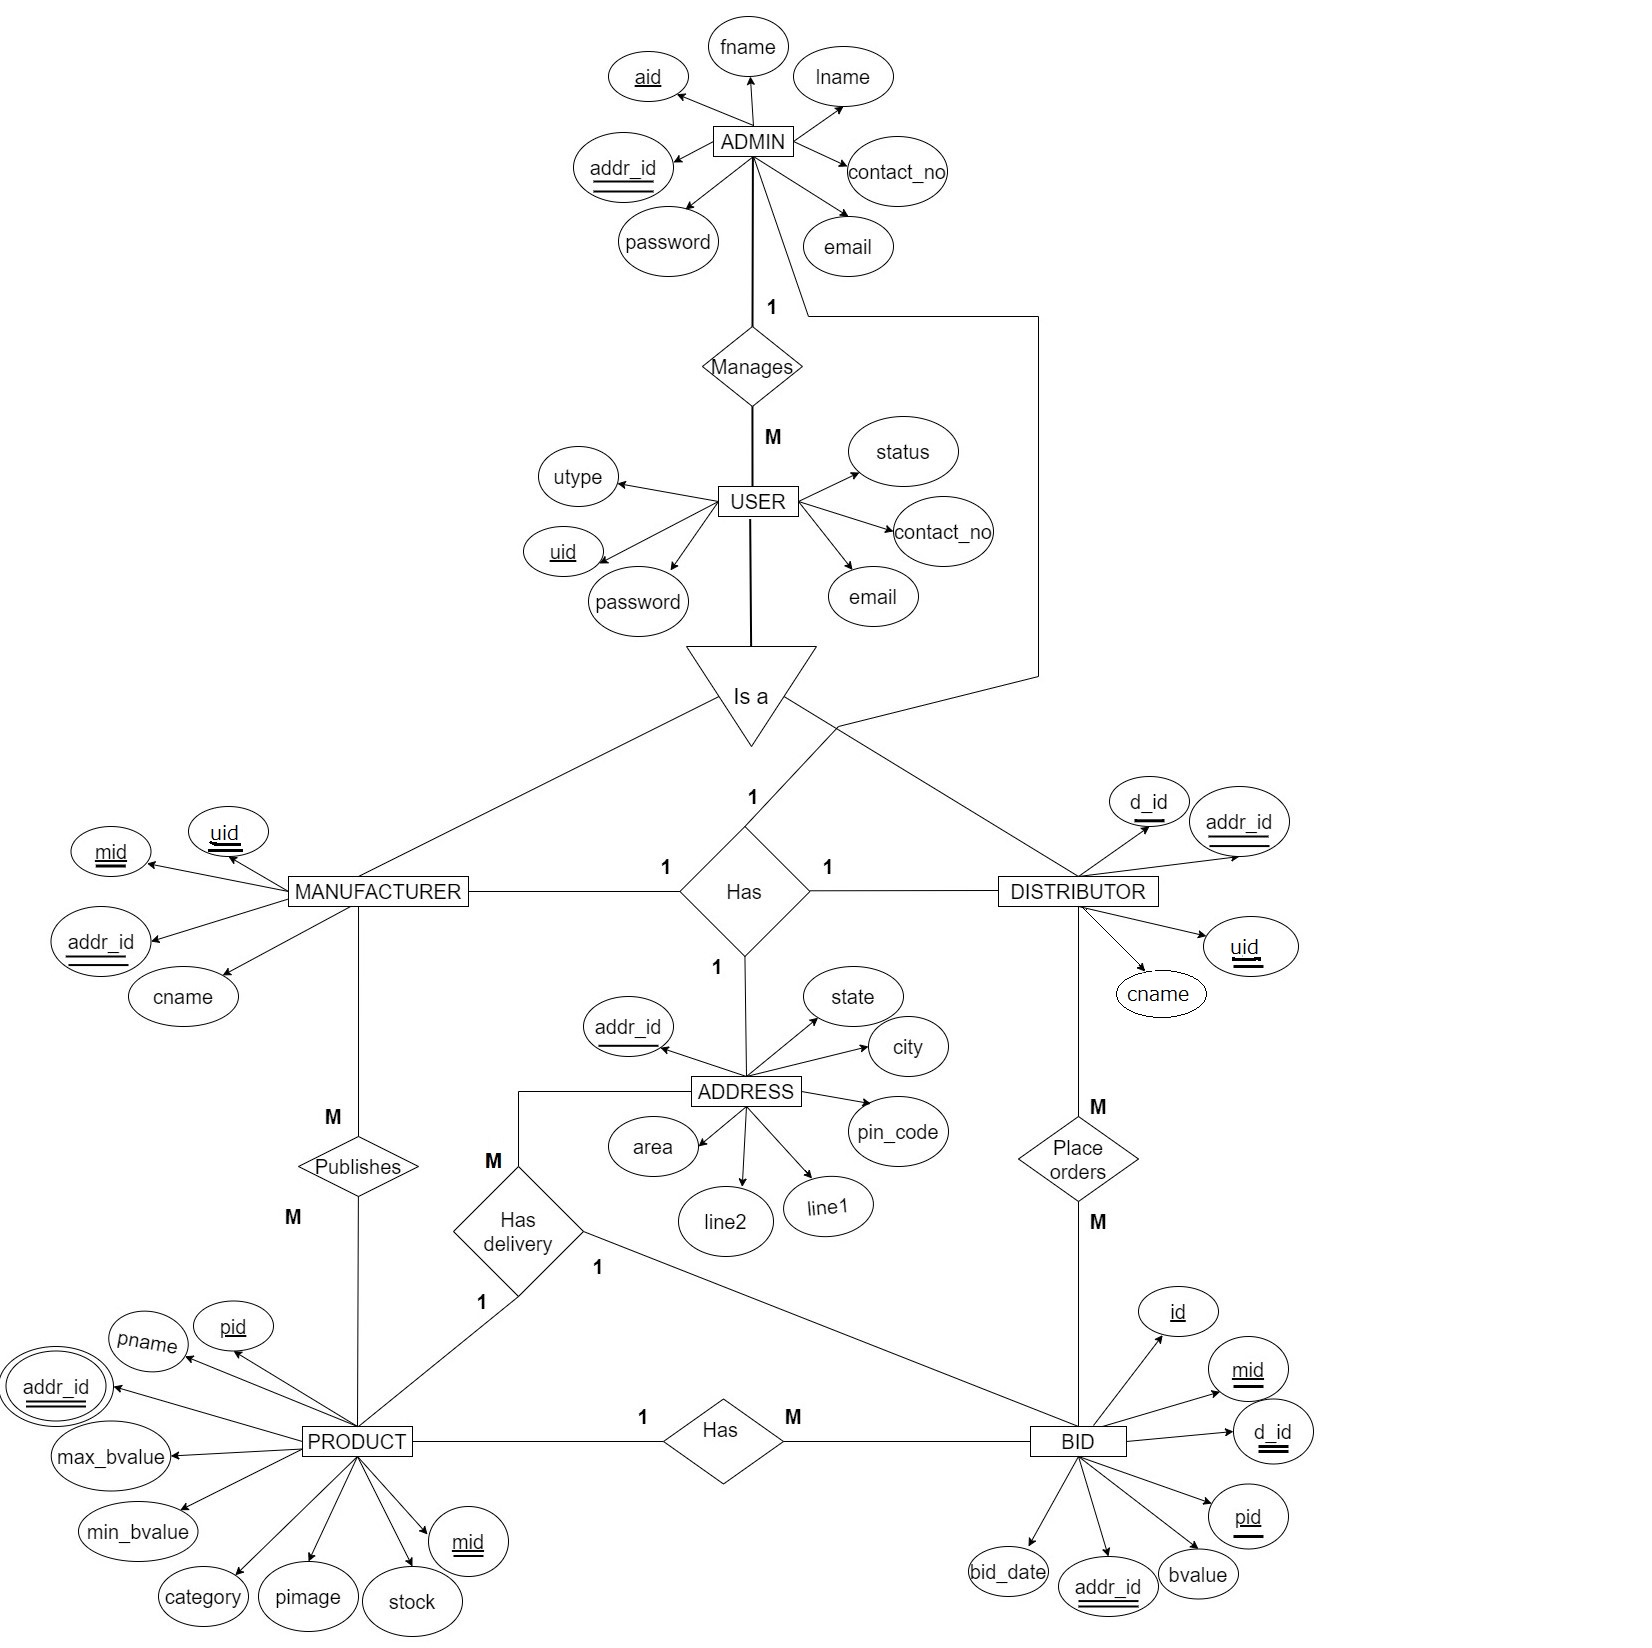 fname
aid
lname
ADMIN
addr_id
contact_no
password
email
1
Manages
M
status
utype
USER
contact_no
uid
password
email
Is a
1
d_id
addr_id
uid
mid
1
1
MANUFACTURER
Has
DISTRIBUTOR
addr_id
uid
cname
1
state
cname
addr_id
city
ADDRESS
M
M
pin_code
area
M
Publishes
Place
orders
line1
M
Has
delivery
line2
M
1
1
id
pid
pname
mid
addr_id
1
M
Has
d_id
PRODUCT
BID
max_bvalue
pid
min_bvalue
mid
bid_date
bvalue
addr_id
category
pimage
stock